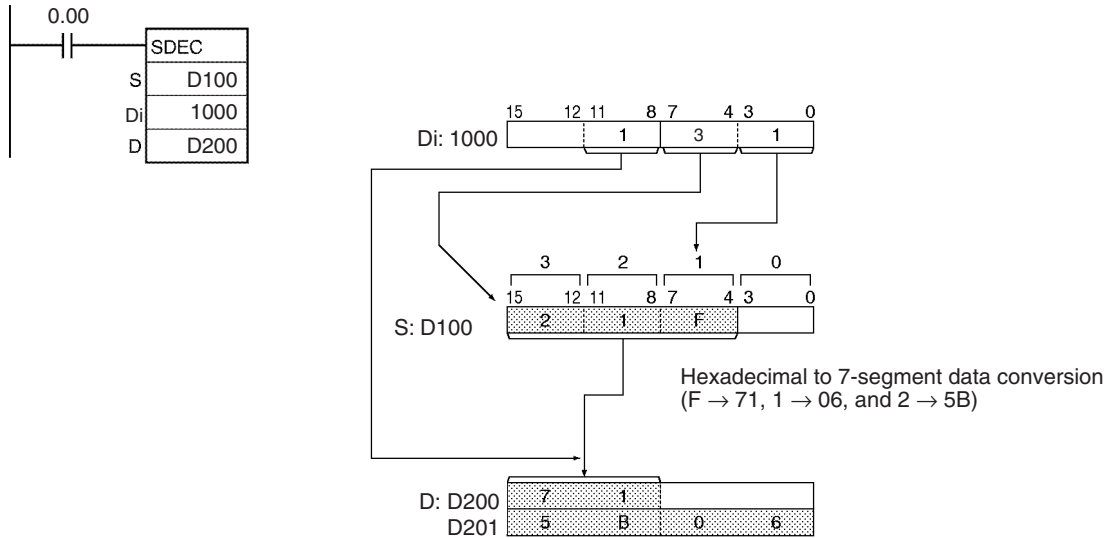 0.00
SDEC
S D100
Di 1000
D D200
15 12 11 8 7 4 3 0
Di: 1000 1 3 1
3 2 1 0
15 12 11 8 7 4 3 0
S: D100 2 1 F
Hexadecimal to 7-segment data conversion
(F → 71, 1 → 06, and 2 → 5B)
D: D200 7 1
D201 5 B 0 6